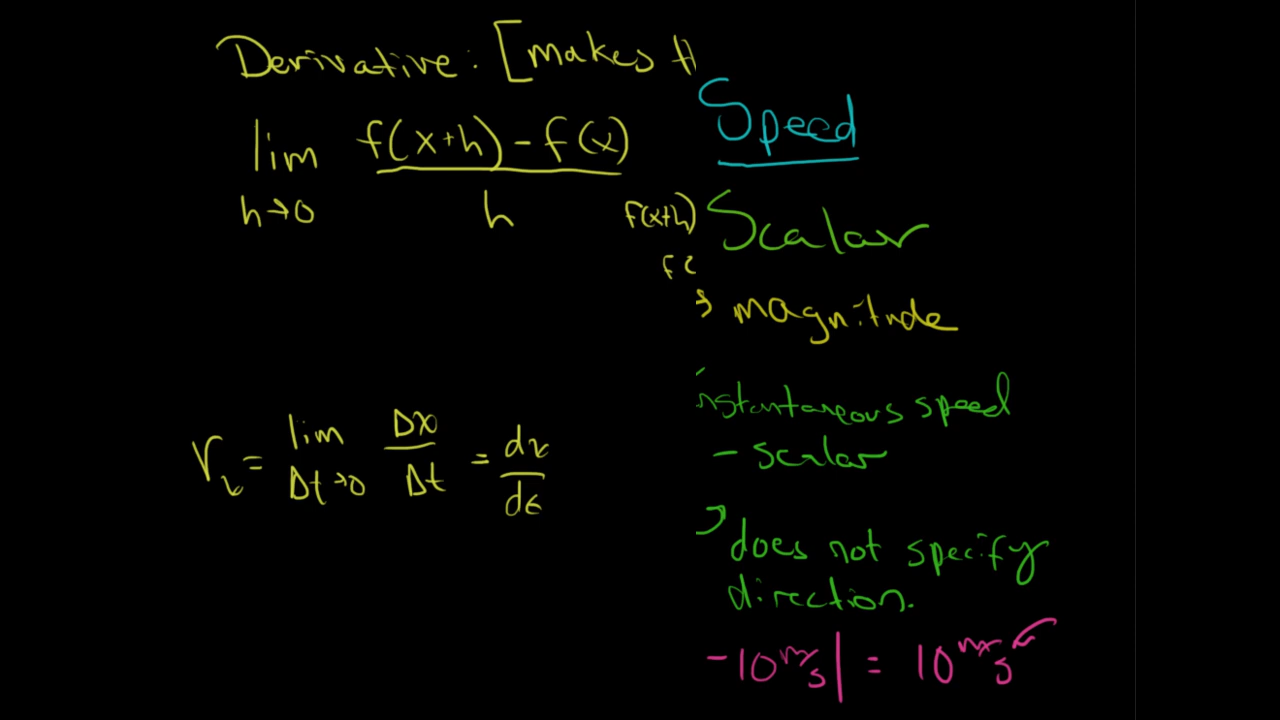 Derivative: [makes
lim f(x+h) - f(x)
h→0 h
f(x+h)
V = lim Δx = dx
Δt→0 Δt dt
Speed
Scalar
magnitude
nstantaneous speed
- scalar
does not specify
direction.
-10 m/s| = 10 m/s